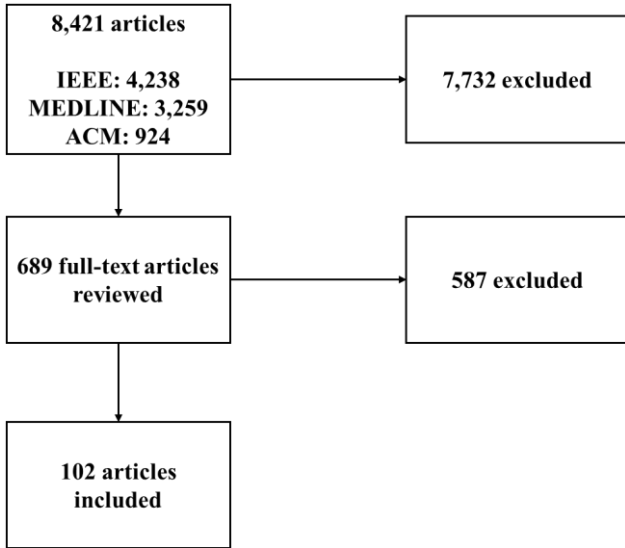 8,421 articles
IEEE: 4,238
MEDLINE: 3,259
ACM: 924
7,732 excluded
689 full-text articles
reviewed
587 excluded
102 articles
included